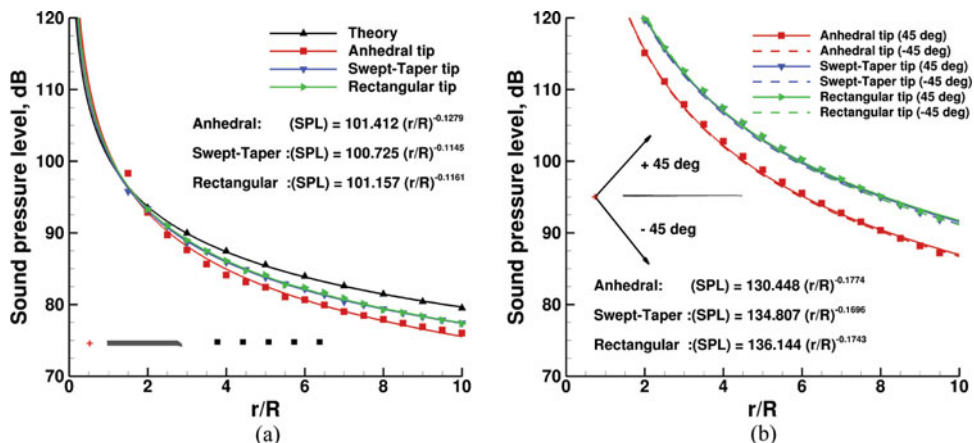 120
110
100
90
80
70
Sound pressure level, dB
0
2
4
6
8
10
r/R
(a)
Theory
Anhedral tip
Swept-Taper tip
Rectangular tip
Anhedral: (SPL) = 101.412 (r/R)-0.1279
Swept-Taper :(SPL) = 100.725 (r/R)-0.1145
Rectangular :(SPL) = 101.157 (r/R)-0.1161
120
110
100
90
80
70
Sound pressure level, dB
0
2
4
6
8
10
r/R
(b)
Anhedral tip (45 deg)
Anhedral tip (-45 deg)
Swept-Taper tip (45 deg)
Swept-Taper tip (-45 deg)
Rectangular tip (45 deg)
Rectangular tip (-45 deg)
+ 45 deg
- 45 deg
Anhedral: (SPL) = 130.448 (r/R)-0.1774
Swept-Taper :(SPL) = 134.807 (r/R)-0.1696
Rectangular :(SPL) = 136.144 (r/R)-0.1743